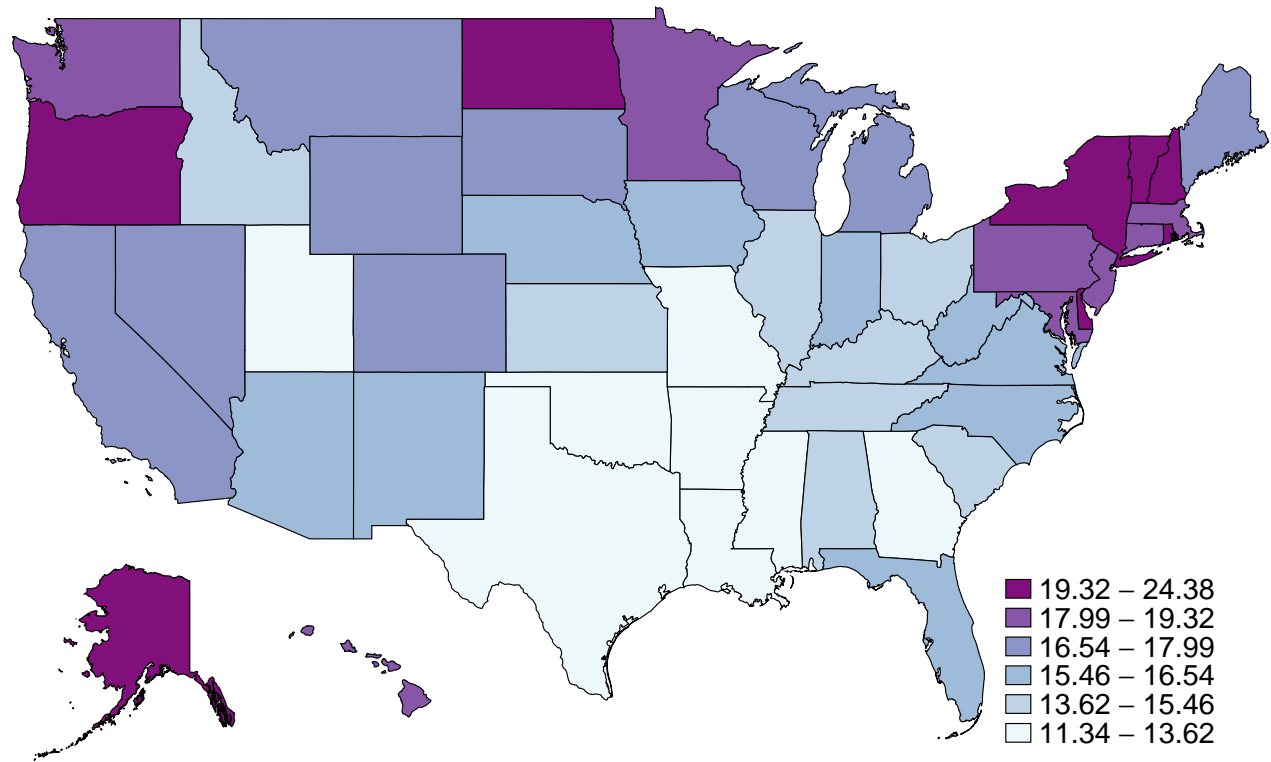 19.32 – 24.38
17.99 – 19.32
16.54 – 17.99
15.46 – 16.54
13.62 – 15.46
11.34 – 13.62